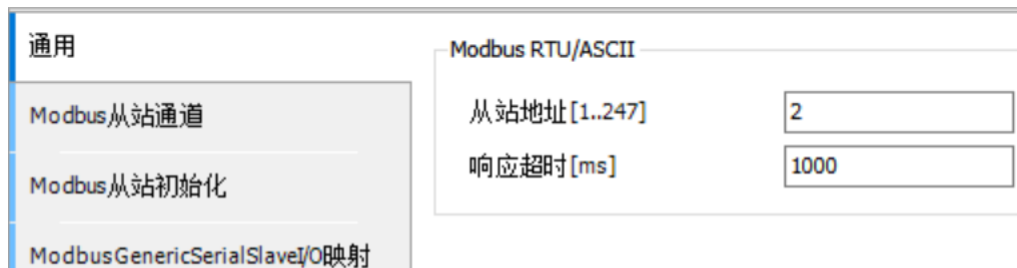 通用
Modbus从站通道
Modbus从站初始化
ModbusGenericSerialSlaveI/O映射
Modbus RTU/ASCII
从站地址[1..247] 2
响应超时[ms] 1000